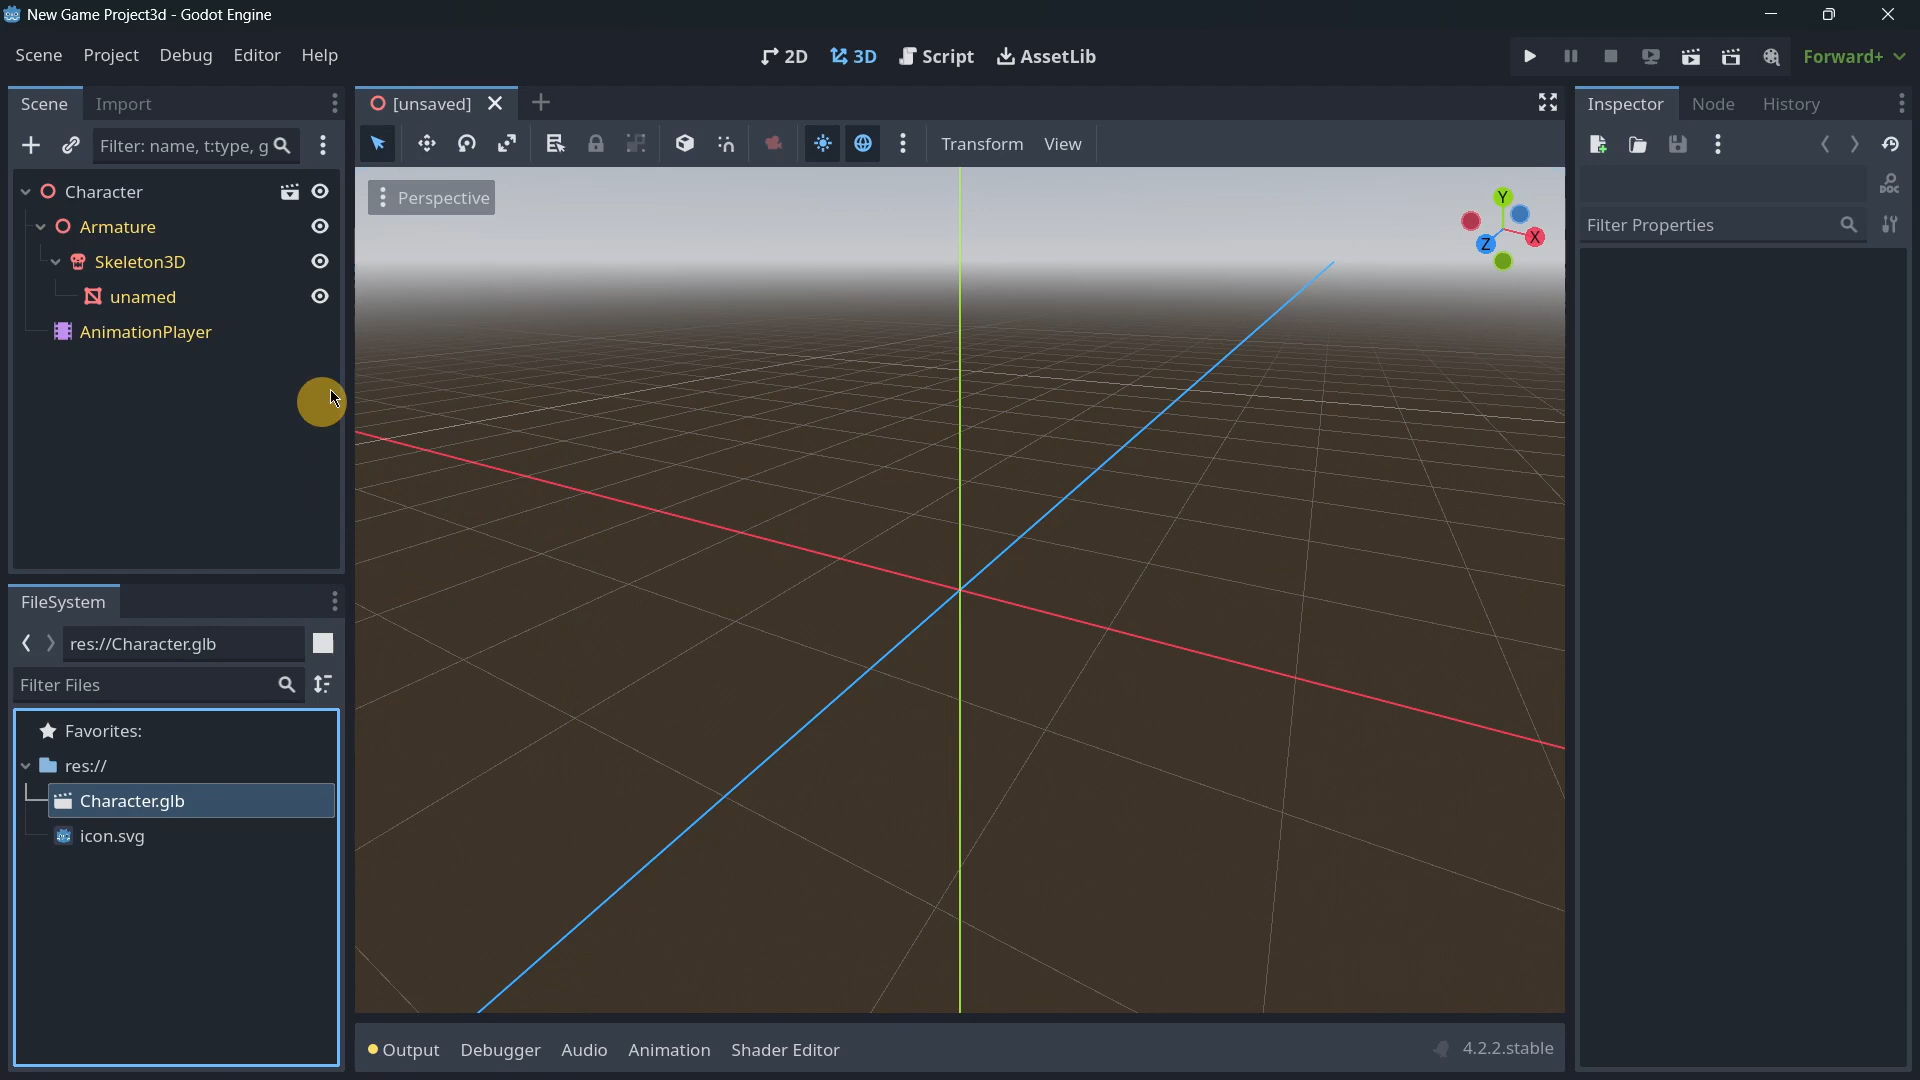 New Game Project3d - Godot Engine
Scene Project Debug Editor Help
2D 3D Script AssetLib
Forward+
Scene Import
[unsaved]
Inspector Node History
Filter: name, t:type, g
Transform View
Character
Armature
Skeleton3D
unnamed
AnimationPlayer
Perspective
Y
X
Z
DOC
Filter Properties
FileSystem
res://Character.glb
Filter Files
Favorites:
res://
Character.glb
icon.svg
Output Debugger Audio Animation Shader Editor
4.2.2.stable